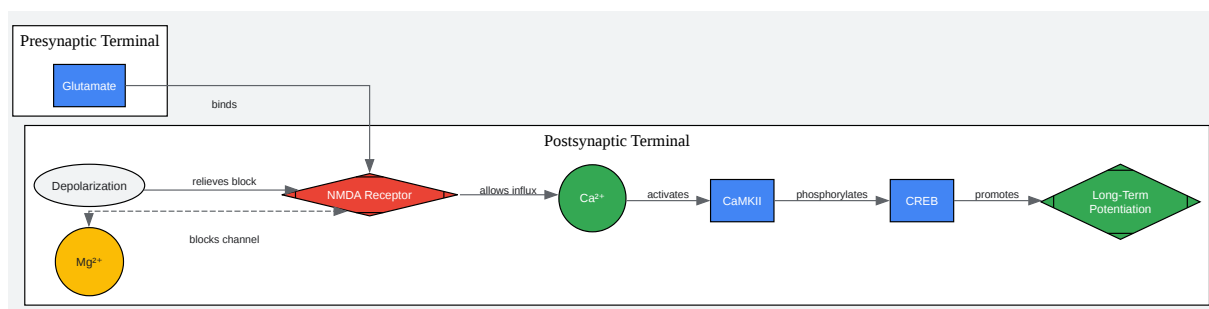 Presynaptic Terminal
Glutamate
binds
Postsynaptic Terminal
Depolarization
relieves block
NMDA Receptor
allows influx
Ca²⁺
activates
CaMKII
phosphorylates
CREB
promotes
Long-Term
Potentiation
blocks channel
Mg²⁺